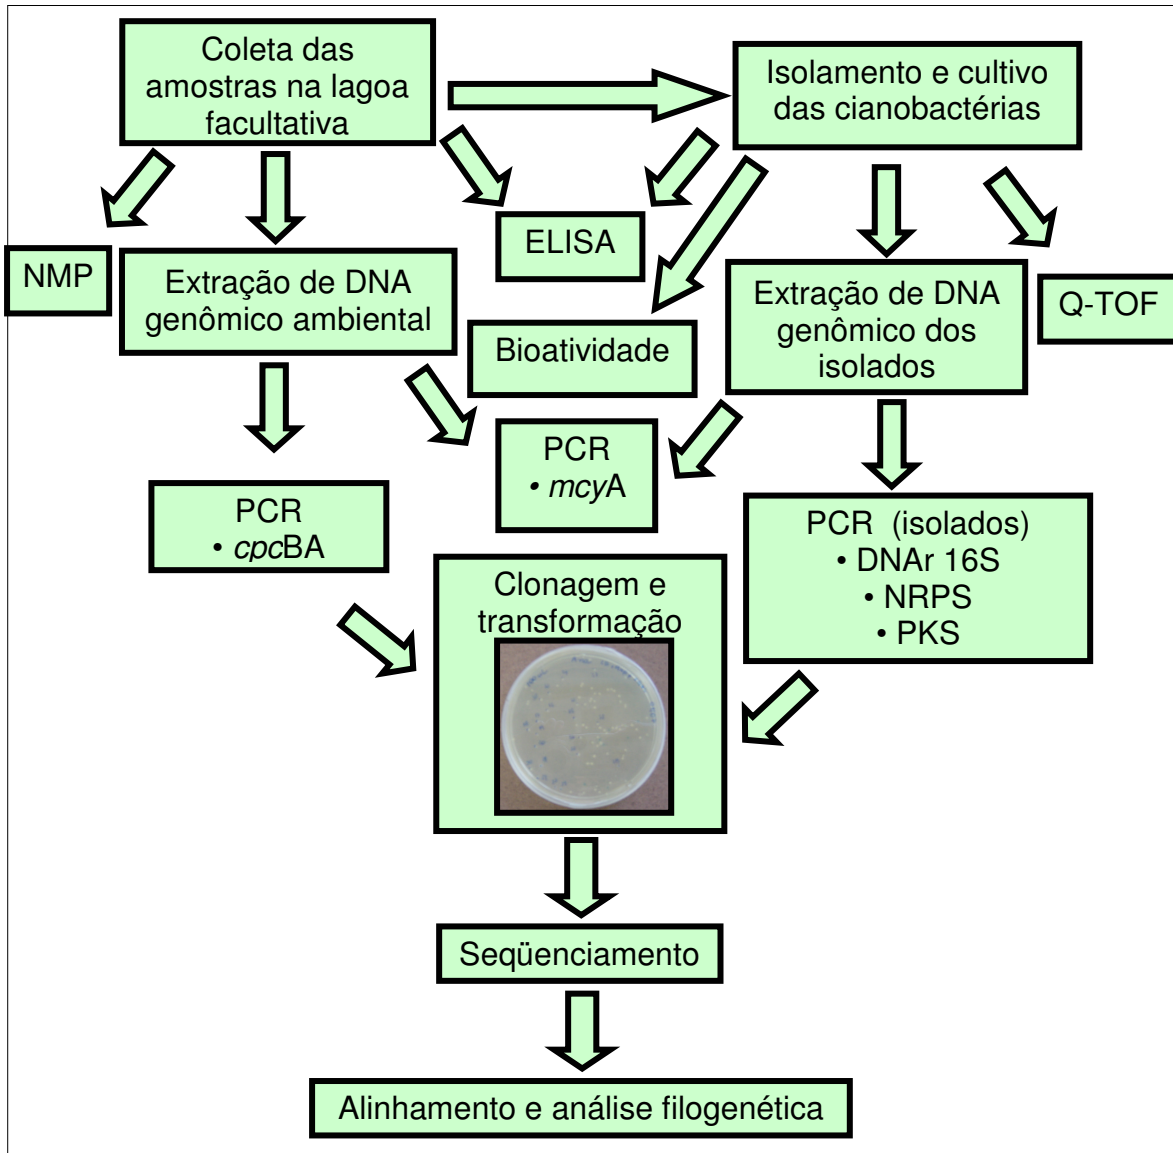 Coleta das
amostras na lagoa
facultativa
Isolamento e cultivo
das cianobactérias
NMP
Extração de DNA
genômico ambiental
ELISA
Bioatividade
Extração de DNA
genômico dos
isolados
Q-TOF
PCR
• cpcBA
PCR
• mcyA
PCR (isolados)
• DNAr 16S
• NRPS
• PKS
Clonagem e
transformação
Seqüenciamento
Alinhamento e análise filogenética